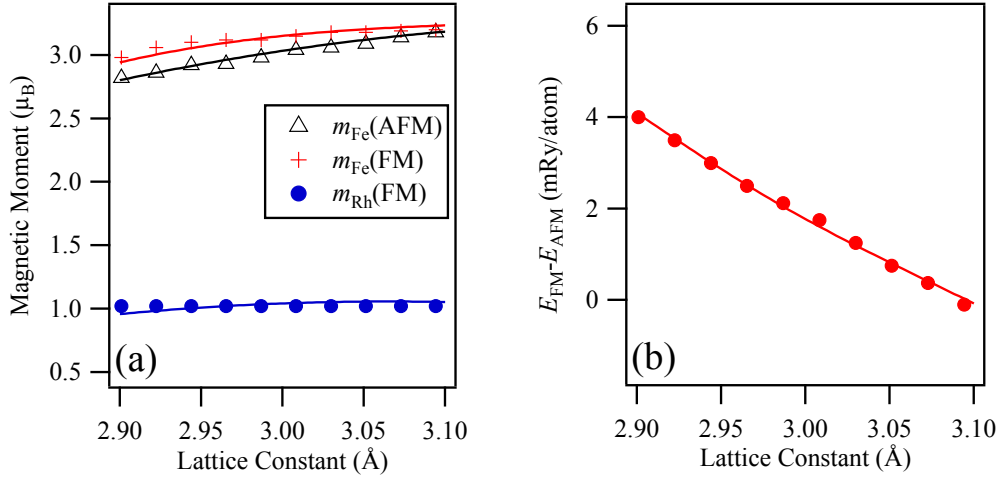 Magnetic Moment (μB)
3.0
2.5
2.0
1.5
1.0
0.5
mFe(AFM)
mFe(FM)
mRh(FM)
(a)
2.90
2.95
3.00
3.05
3.10
Lattice Constant (Å)
EFM-EAFM (mRy/atom)
4
2
0
(b)
2.90
2.95
3.00
3.05
3.10
Lattice Constant (Å)